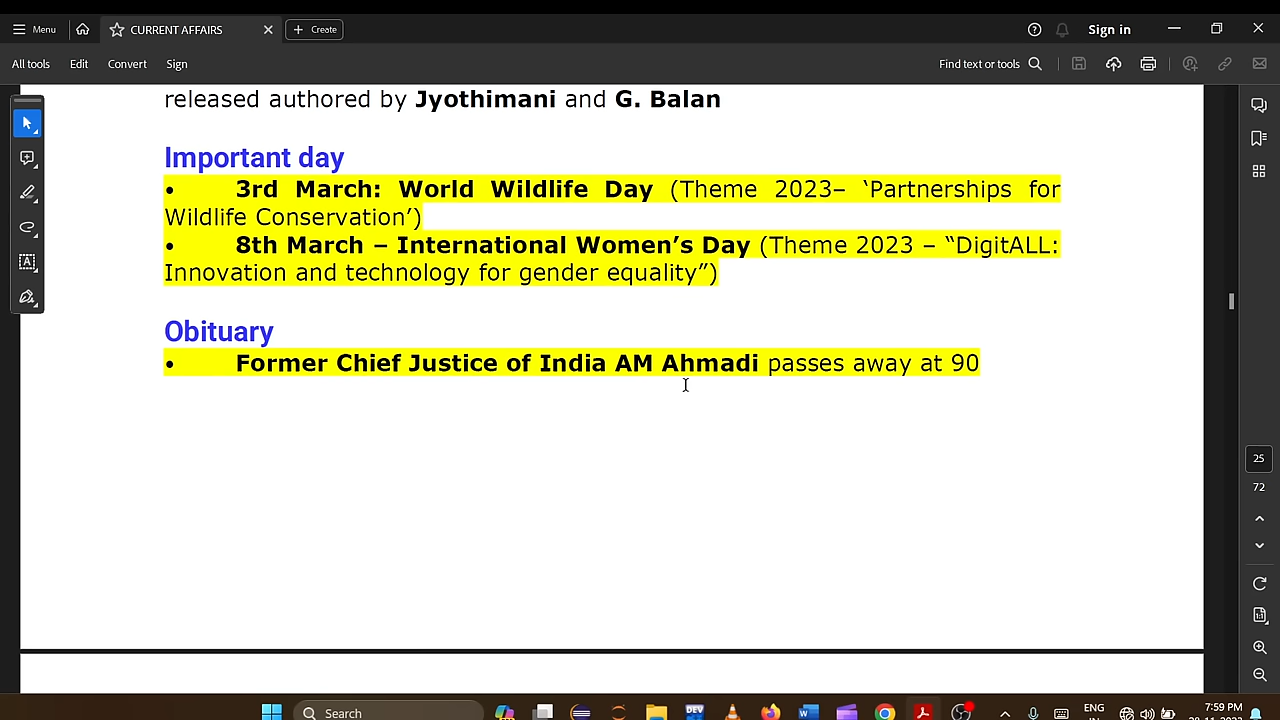 Menu
CURRENT AFFAIRS
Create
Sign in
All tools Edit Convert Sign
Find text or tools
released authored by Jyothimani and G. Balan
Important day
• 3rd March: World Wildlife Day (Theme 2023– ‘Partnerships for
Wildlife Conservation’)
• 8th March – International Women’s Day (Theme 2023 – “DigitALL:
Innovation and technology for gender equality”)
Obituary
• Former Chief Justice of India AM Ahmadi passes away at 90
25
72
Search
DEV
ENG
7:59 PM